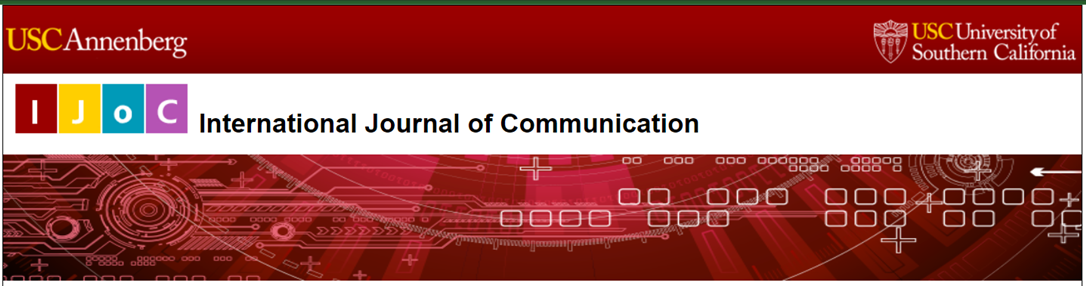 USC Annenberg
USC University of
Southern California
I J o C
International Journal of Communication